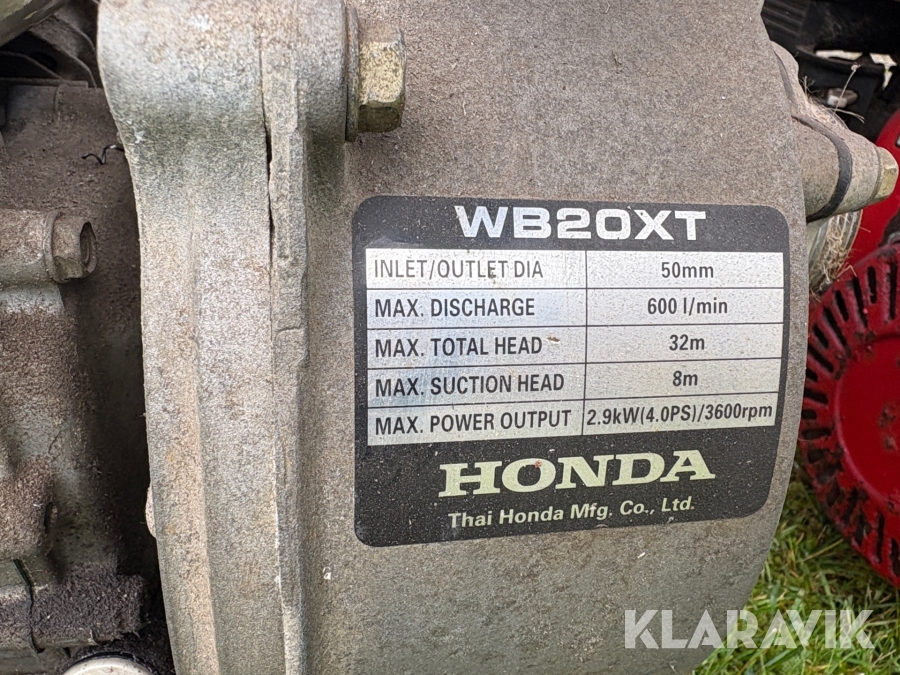 WB20XT
INLET/OUTLET DIA 50mm
MAX. DISCHARGE 600 l/min
MAX. TOTAL HEAD 32m
MAX. SUCTION HEAD 8m
MAX. POWER OUTPUT 2.9kW(4.0PS)/3600rpm
HONDA
Thai Honda Mfg. Co., Ltd.
KLARAVIK